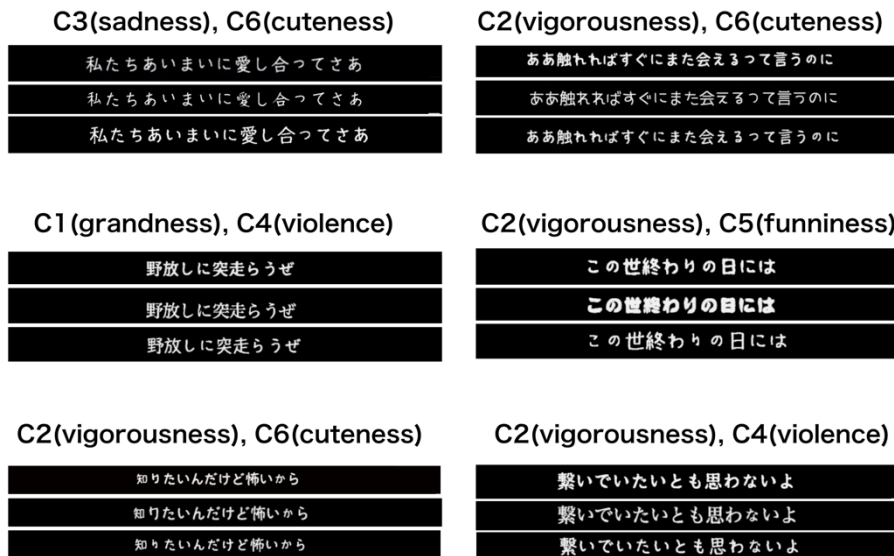 C3(sadness), C6(cuteness)
私たちあいまいに愛し合ってさあ
私たちあいまいに愛し合ってさあ
私たちあいまいに愛し合ってさあ
C2(vigorousness), C6(cuteness)
ああ触れればすぐにまた会えるって言うのに
ああ触れればすぐにまた会えるって言うのに
ああ触れればすぐにまた会えるって言うのに
C1(grandness), C4(violence)
野放しに突走らうぜ
野放しに突走らうぜ
野放しに突走らうぜ
C2(vigorousness), C5(funniness)
この世終わりの日には
この世終わりの日には
この世終わりの日には
C2(vigorousness), C6(cuteness)
知りたいんだけど怖いから
知りたいんだけど怖いから
知りたいんだけど怖いから
C2(vigorousness), C4(violence)
繋いでいたいとも思わないよ
繋いでいたいとも思わないよ
繋いでいたいとも思わないよ